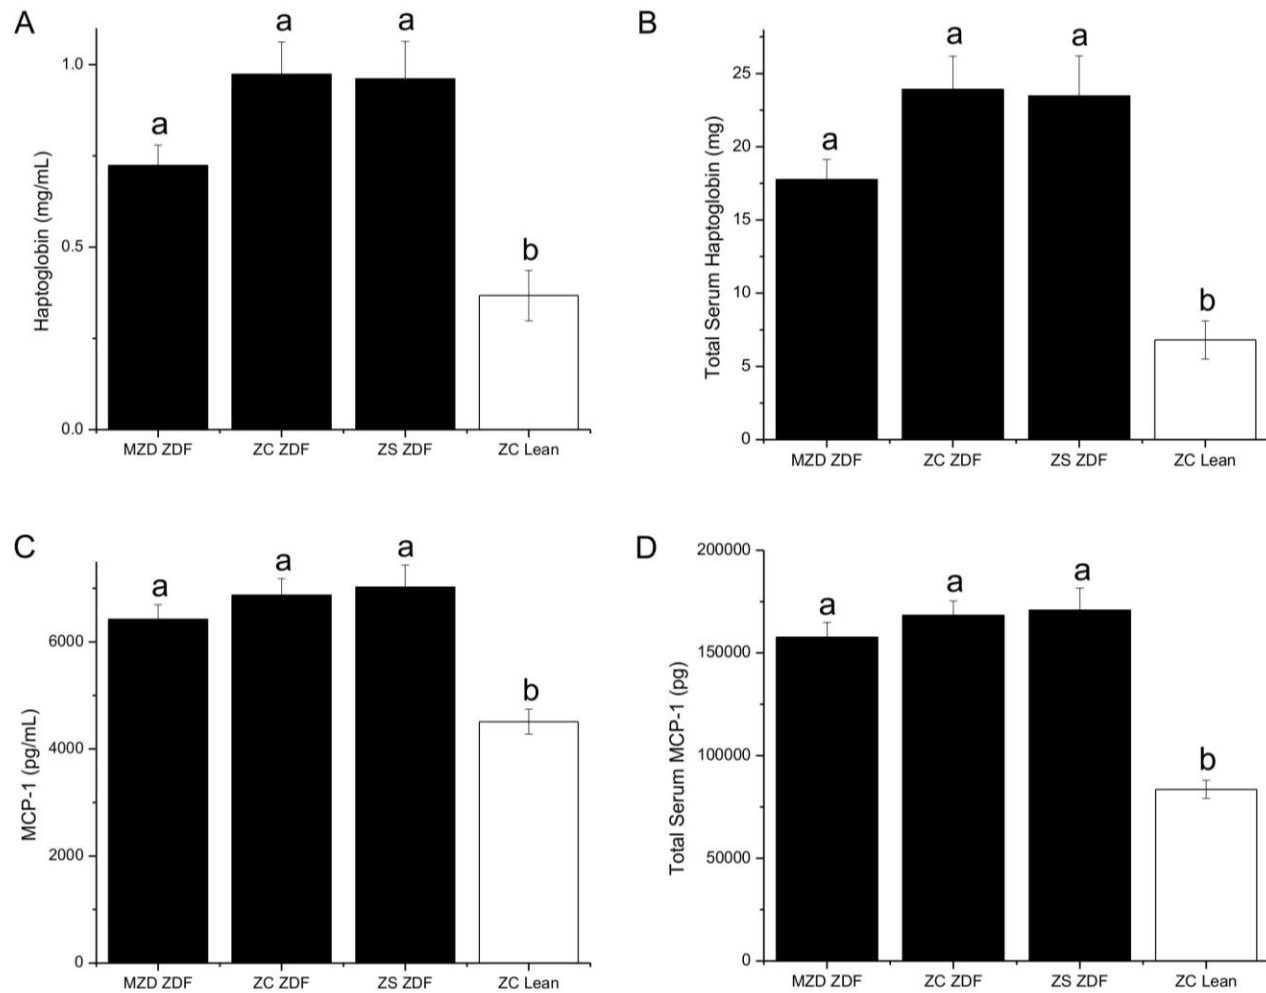 A
Haptoglobin (mg/mL)
1.0
0.5
0.0
a
a
a
b
MZD ZDF
ZC ZDF
ZS ZDF
ZC Lean
B
Total Serum Haptoglobin (mg)
25
20
15
10
5
0
a
a
a
b
MZD ZDF
ZC ZDF
ZS ZDF
ZC Lean
C
MCP-1 (pg/mL)
6000
4000
2000
0
a
a
a
b
MZD ZDF
ZC ZDF
ZS ZDF
ZC Lean
D
Total Serum MCP-1 (pg)
200000
150000
100000
50000
0
a
a
a
b
MZD ZDF
ZC ZDF
ZS ZDF
ZC Lean